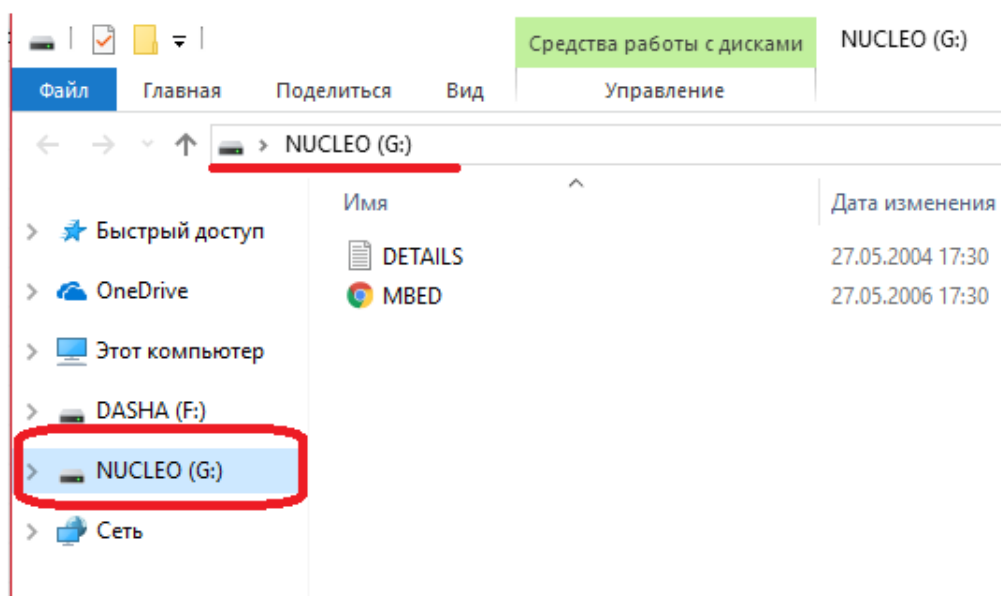 Средства работы с дисками
NUCLEO (G:)
Файл Главная Поделиться Вид Управление
NUCLEO (G:)
Имя Дата изменения
Быстрый доступ
DETAILS 27.05.2004 17:30
OneDrive
MBED 27.05.2006 17:30
Этот компьютер
DASHA (F:)
NUCLEO (G:)
Сеть